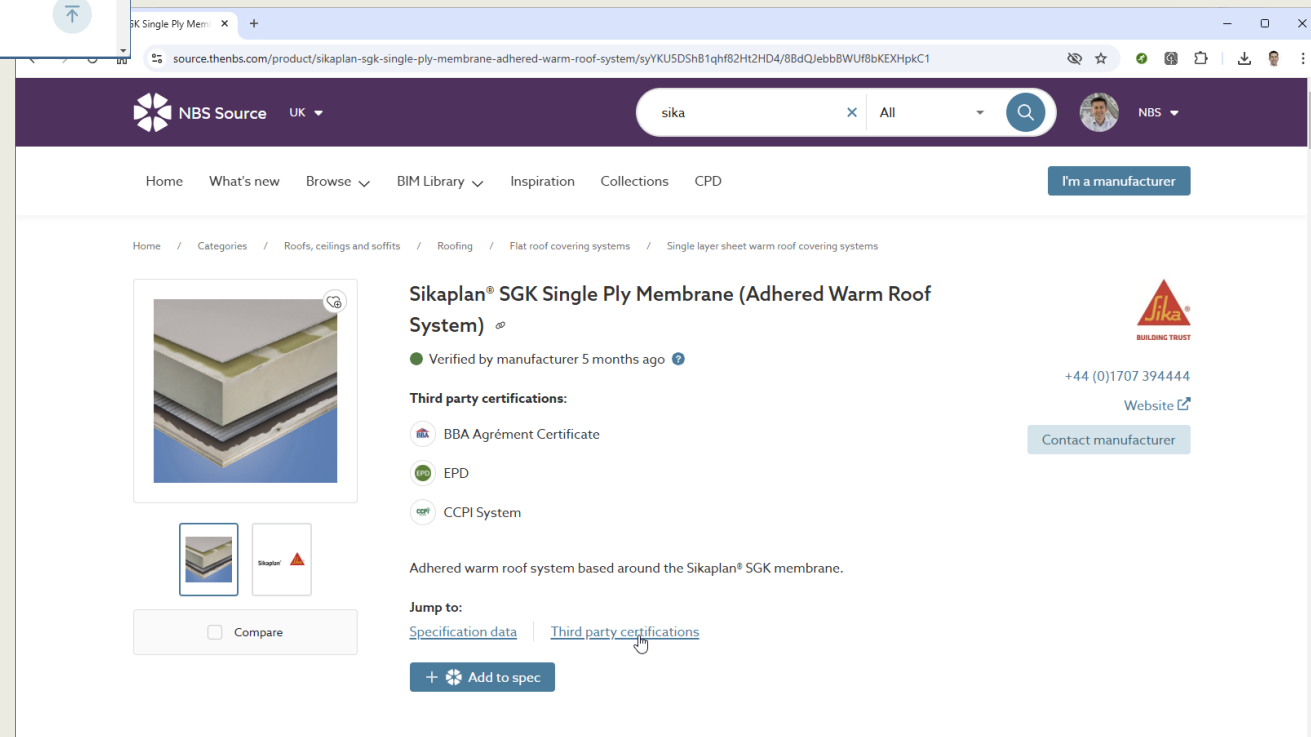 SK Single Ply Mem
source.thenbs.com/product/sikaplan-sgk-single-ply-membrane-adhered-warm-roof-system/syYKU5DShB1qhf82Ht2HD4/8BdQJebbBWUf8bKEXHpkC1
NBS Source UK sika All NBS
Home What's new Browse BIM Library Inspiration Collections CPD I'm a manufacturer
Home / Categories / Roofs, ceilings and soffits / Roofing / Flat roof covering systems / Single layer sheet warm roof covering systems
Sikaplan® SGK Single Ply Membrane (Adhered Warm Roof
System)
Verified by manufacturer 5 months ago ?
Third party certifications:
BBA BBA Agrément Certificate
EPD EPD
CCPI CCPI System
Adhered warm roof system based around the Sikaplan® SGK membrane.
Jump to:
Specification data Third party certifications
+ Add to spec
Sikaplan®
Compare
Sika®
BUILDING TRUST
+44 (0)1707 394444
Website
Contact manufacturer